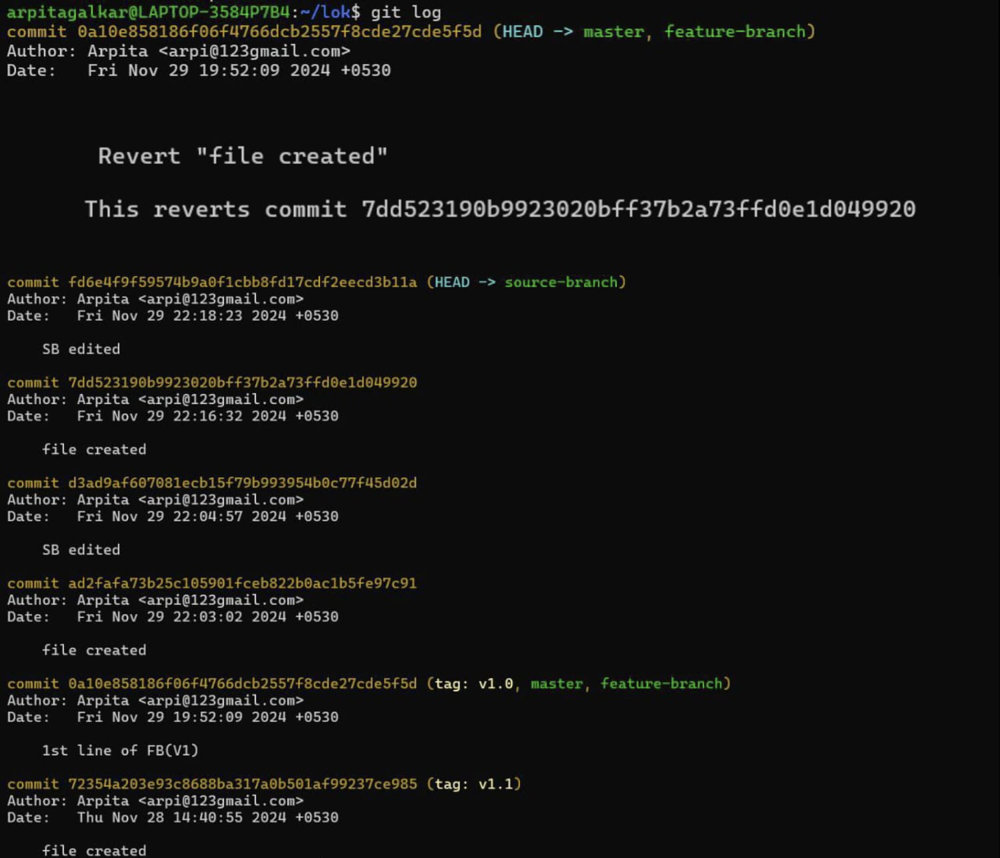 arpitagalkar@LAPTOP-3584P7B4:~/lok$ git log
commit 0a10e858186f06f4766dcb2557f8cde27cde5f5d (HEAD -> master, feature-branch)
Author: Arpita <arpi@123gmail.com>
Date:   Fri Nov 29 19:52:09 2024 +0530
Revert "file created"
This reverts commit 7dd523190b9923020bff37b2a73ffd0e1d049920
commit fd6e4f9f59574b9a0f1cbb8fd17cdf2eecd3b11a (HEAD -> source-branch)
Author: Arpita <arpi@123gmail.com>
Date:   Fri Nov 29 22:18:23 2024 +0530
SB edited
commit 7dd523190b9923020bff37b2a73ffd0e1d049920
Author: Arpita <arpi@123gmail.com>
Date:   Fri Nov 29 22:16:32 2024 +0530
file created
commit d3ad9af607081ecb15f79b993954b0c77f45d02d
Author: Arpita <arpi@123gmail.com>
Date:   Fri Nov 29 22:04:57 2024 +0530
SB edited
commit ad2fafa73b25c105901fceb822b0ac1b5fe97c91
Author: Arpita <arpi@123gmail.com>
Date:   Fri Nov 29 22:03:02 2024 +0530
file created
commit 0a10e858186f06f4766dcb2557f8cde27cde5f5d (tag: v1.0, master, feature-branch)
Author: Arpita <arpi@123gmail.com>
Date:   Fri Nov 29 19:52:09 2024 +0530
1st line of FB(V1)
commit 72354a203e93c8688ba317a0b501af99237ce985 (tag: v1.1)
Author: Arpita <arpi@123gmail.com>
Date:   Thu Nov 28 14:40:55 2024 +0530
file created